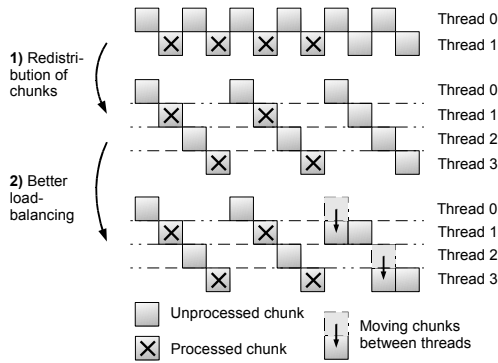 Thread 0
Thread 1
1) Redistri-
bution of
chunks
Thread 0
Thread 1
Thread 2
Thread 3
2) Better
load-
balancing
Thread 0
Thread 1
Thread 2
Thread 3
Unprocessed chunk
Processed chunk
Moving chunks
between threads